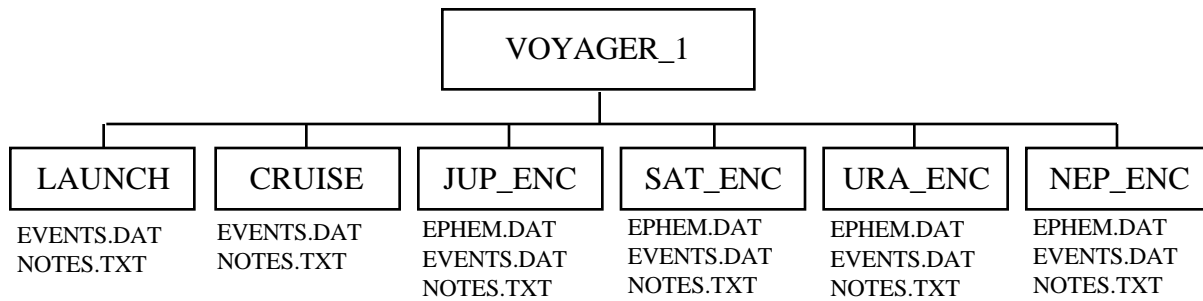 VOYAGER_1
LAUNCH
CRUISE
JUP_ENC
SAT_ENC
URA_ENC
NEP_ENC
EVENTS.DAT
NOTES.TXT
EVENTS.DAT
NOTES.TXT
EPHEM.DAT
EVENTS.DAT
NOTES.TXT
EPHEM.DAT
EVENTS.DAT
NOTES.TXT
EPHEM.DAT
EVENTS.DAT
NOTES.TXT
EPHEM.DAT
EVENTS.DAT
NOTES.TXT